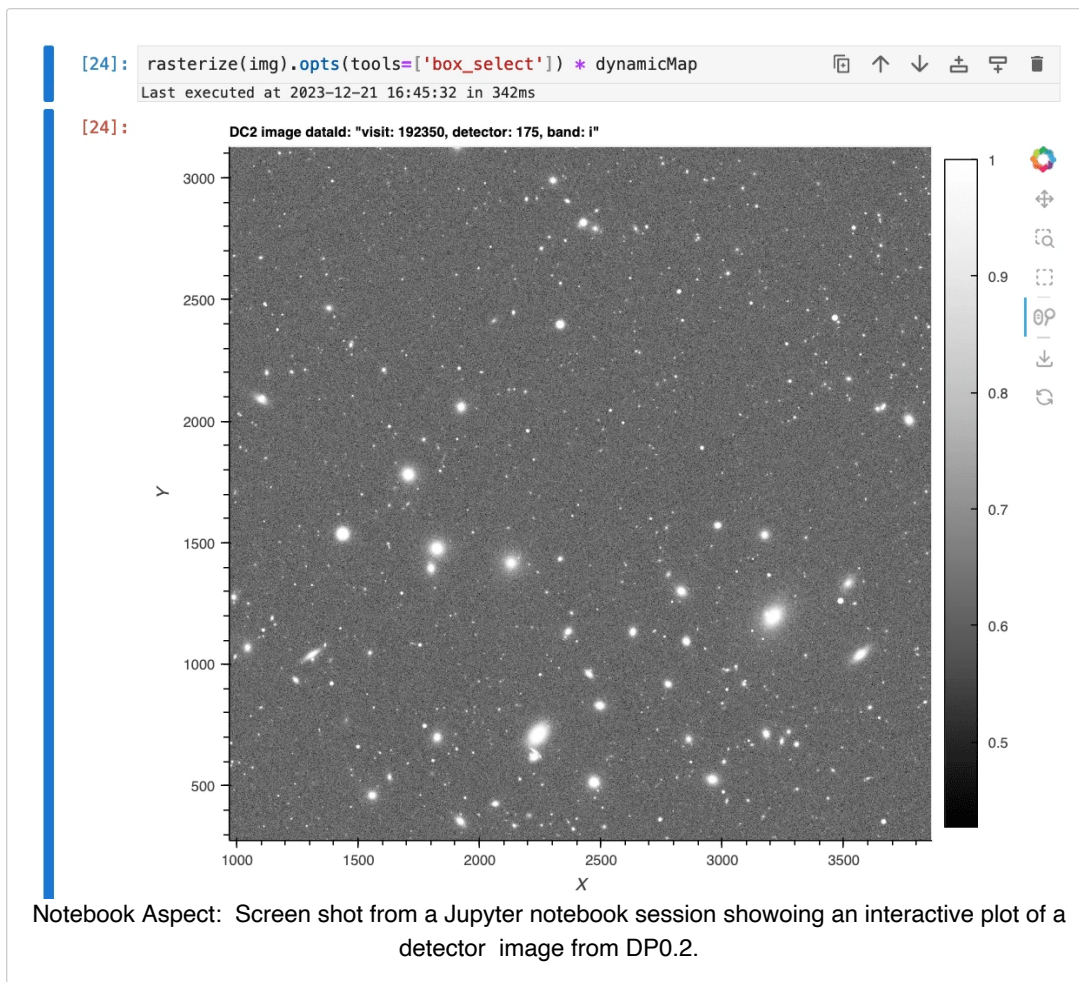 [24]: rasterize(img).opts(tools=['box_select']) * dynamicMap
Last executed at 2023-12-21 16:45:32 in 342ms
[24]:
DC2 image dataId: "visit: 192350, detector: 175, band: i"
3000
2500
2000
1500
1000
500
Y
1000 1500 2000 2500 3000 3500
X
1
0.9
0.8
0.7
0.6
0.5
Notebook Aspect: Screen shot from a Jupyter notebook session showoing an interactive plot of a
detector image from DP0.2.